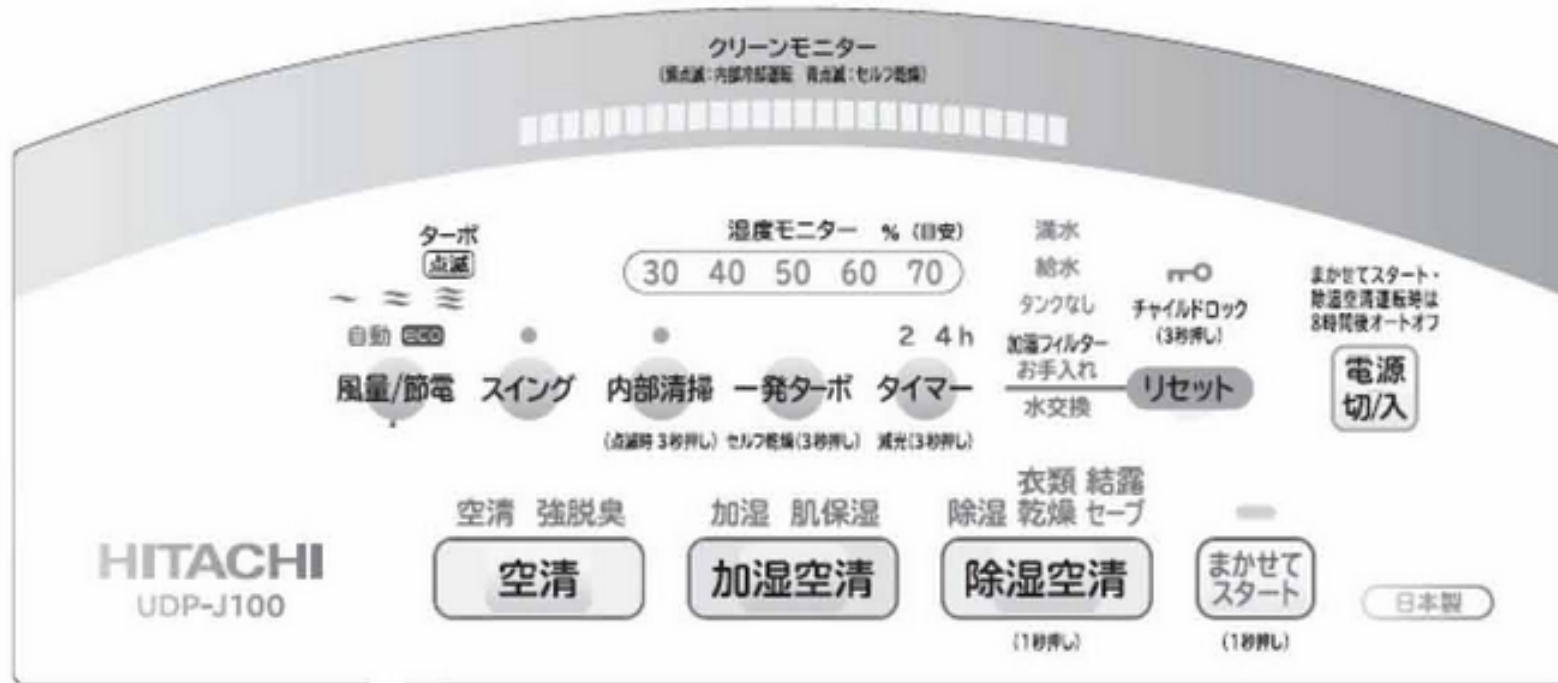 クリーンモニター
(緑点滅:内部冷却運転 青点滅:セルフ乾燥)
ターボ
点滅
自動 eco
風量/節電
スイング
内部清掃
(点滅時 3秒押し)
一発ターボ
セルフ乾燥(3秒押し)
湿度モニター % (目安)
30 40 50 60 70
2 4h
タイマー
減光(3秒押し)
満水
給水
タンクなし
加湿フィルター
お手入れ
水交換
チャイルドロック
(3秒押し)
リセット
まかせてスタート・
除湿空清運転時は
8時間後オートオフ
電源
切/入
HITACHI
UDP-J100
空清 強脱臭
空清
加湿 肌保湿
加湿空清
除湿 衣類乾燥 結露セーブ
除湿空清
(1秒押し)
まかせて
スタート
(1秒押し)
日本製